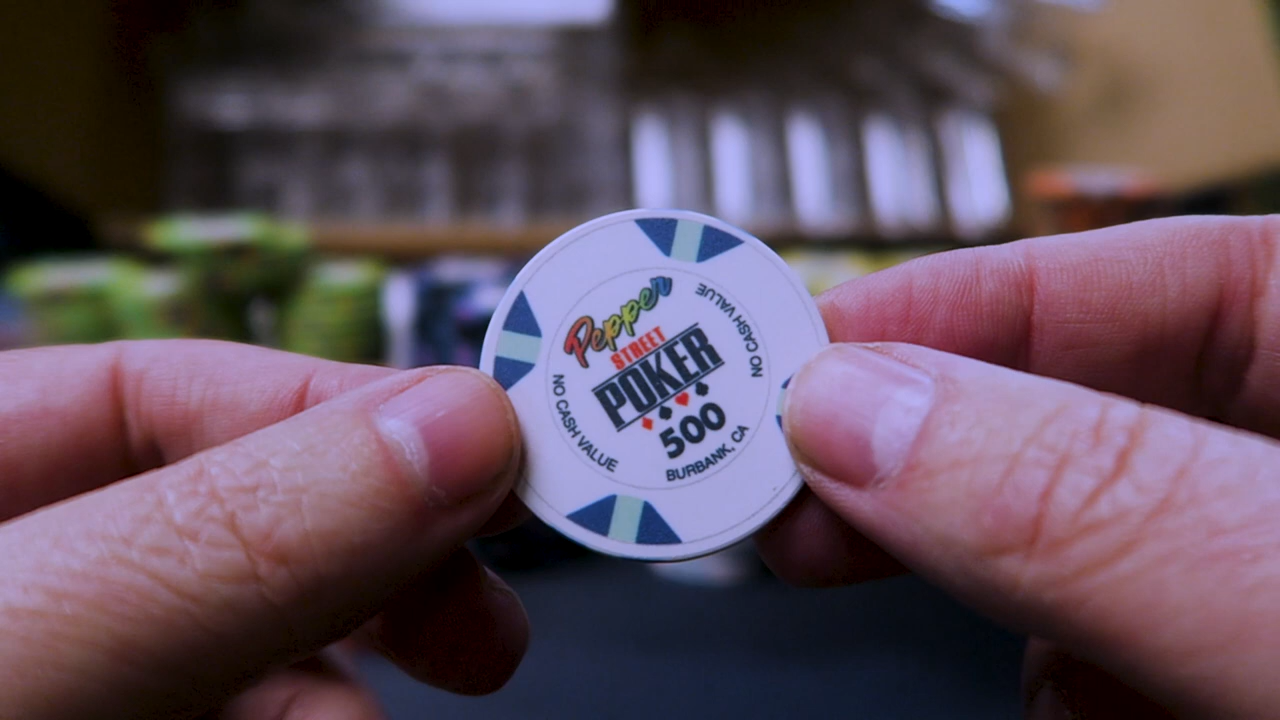 Pepper
STREET
POKER
500
BURBANK, CA
NO CASH VALUE
NO CASH VALUE